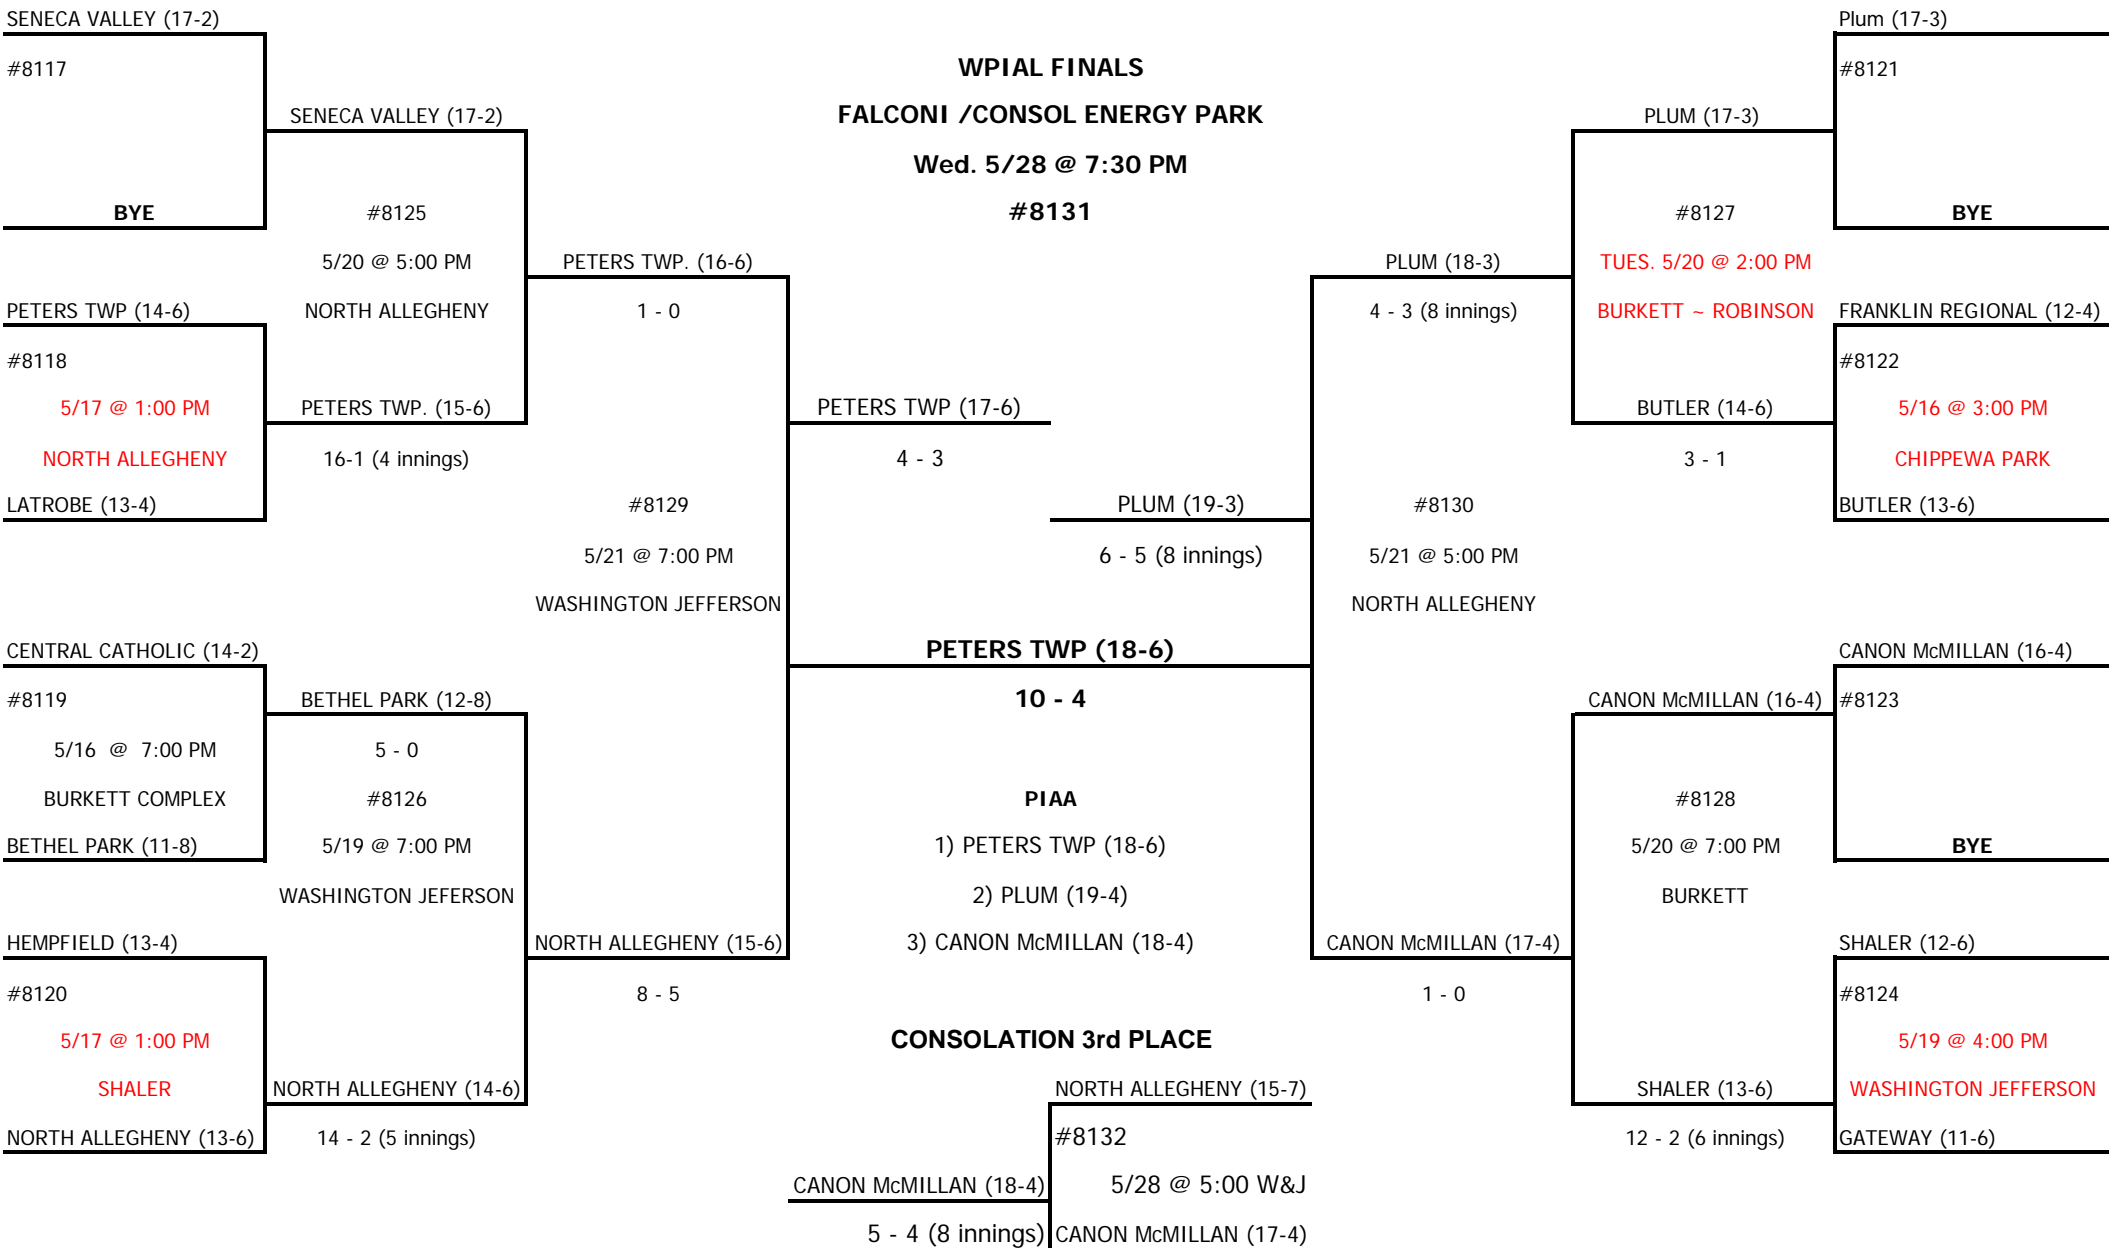 SENECA VALLEY (17-2)
#8117
BYE
PETERS TWP (14-6)
#8118
5/17 @ 1:00 PM
NORTH ALLEGHENY
LATROBE (13-4)
CENTRAL CATHOLIC (14-2)
#8119
5/16 @ 7:00 PM
BURKETT COMPLEX
BETHEL PARK (11-8)
HEMPFIELD (13-4)
#8120
5/17 @ 1:00 PM
SHALER
NORTH ALLEGHENY (13-6)
SENECA VALLEY (17-2)
#8125
5/20 @ 5:00 PM
NORTH ALLEGHENY
PETERS TWP. (15-6)
16-1 (4 innings)
BETHEL PARK (12-8)
5 - 0
#8126
5/19 @ 7:00 PM
WASHINGTON JEFERSON
NORTH ALLEGHENY (14-6)
14 - 2 (5 innings)
PETERS TWP. (16-6)
1 - 0
#8129
5/21 @ 7:00 PM
WASHINGTON JEFFERSON
NORTH ALLEGHENY (15-6)
8 - 5
WPIAL FINALS
FALCONI /CONSOL ENERGY PARK
Wed. 5/28 @ 7:30 PM
#8131
PETERS TWP (17-6)
4 - 3
PLUM (19-3)
6 - 5 (8 innings)
PETERS TWP (18-6)
10 - 4
PIAA
1) PETERS TWP (18-6)
2) PLUM (19-4)
3) CANON McMILLAN (18-4)
CONSOLATION 3rd PLACE
NORTH ALLEGHENY (15-7)
#8132
5/28 @ 5:00 W&J
CANON McMILLAN (17-4)
CANON McMILLAN (18-4)
5 - 4 (8 innings)
PLUM (18-3)
4 - 3 (8 innings)
#8130
5/21 @ 5:00 PM
NORTH ALLEGHENY
CANON McMILLAN (17-4)
1 - 0
PLUM (17-3)
#8127
TUES. 5/20 @ 2:00 PM
BURKETT ~ ROBINSON
BUTLER (14-6)
3 - 1
CANON McMILLAN (16-4)
#8128
5/20 @ 7:00 PM
BURKETT
SHALER (13-6)
12 - 2 (6 innings)
Plum (17-3)
#8121
BYE
FRANKLIN REGIONAL (12-4)
#8122
5/16 @ 3:00 PM
CHIPPEWA PARK
BUTLER (13-6)
CANON McMILLAN (16-4)
#8123
BYE
SHALER (12-6)
#8124
5/19 @ 4:00 PM
WASHINGTON JEFFERSON
GATEWAY (11-6)